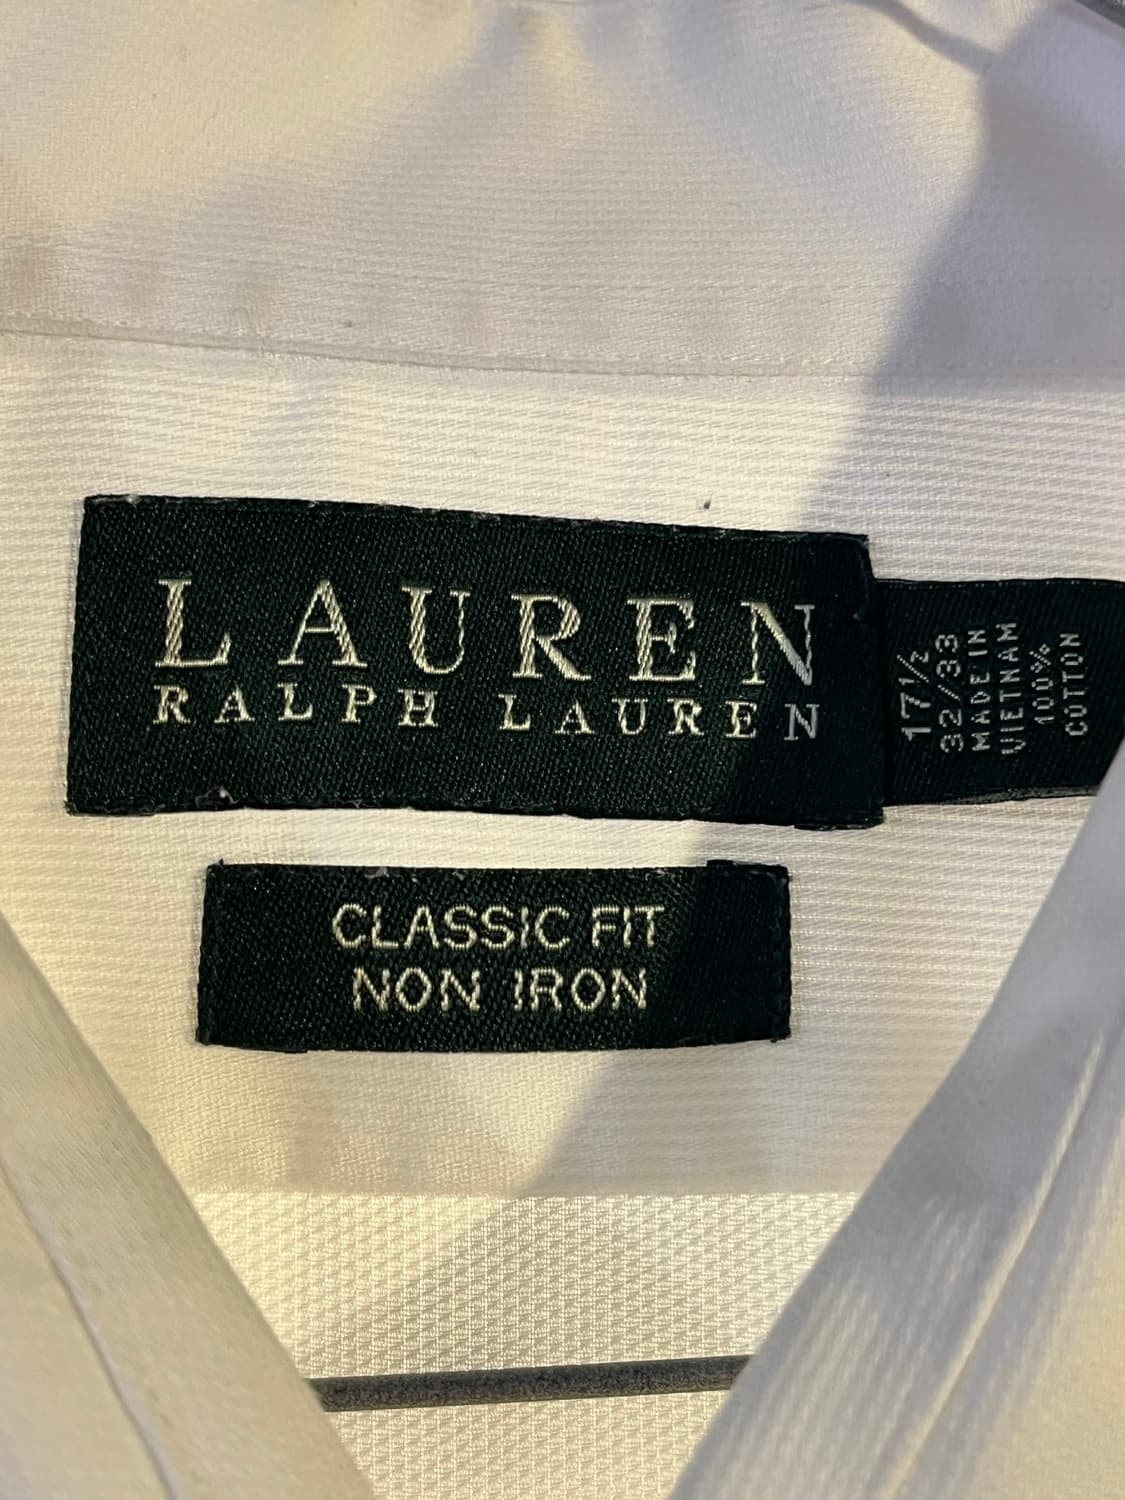 LAUREN
RALPH LAUREN
17½
32/33
MADE IN
VIETNAM
100%
COTTON
CLASSIC FIT
NON IRON